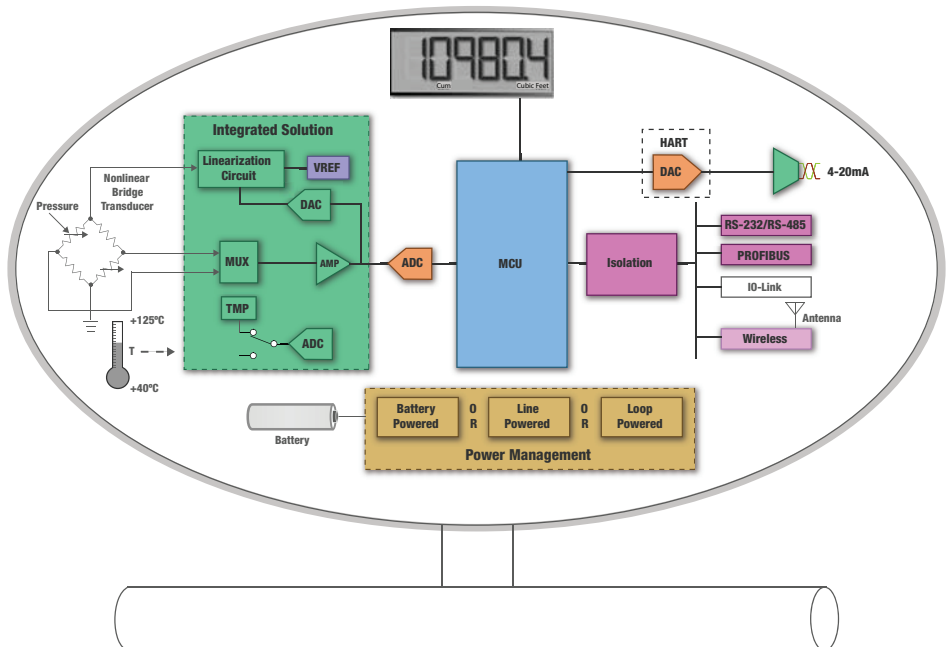 10980.4
Cum
Cubic Feet
Integrated Solution
HART
Linearization
Circuit
VREF
DAC
4-20mA
Nonlinear
Bridge
Transducer
Pressure
DAC
RS-232/RS-485
MUX
AMP
ADC
MCU
Isolation
PROFIBUS
IO-Link
TMP
Antenna
+125ºC
T
ADC
Wireless
+40ºC
Battery
Powered
O
R
Line
Powered
O
R
Loop
Powered
Battery
Power Management